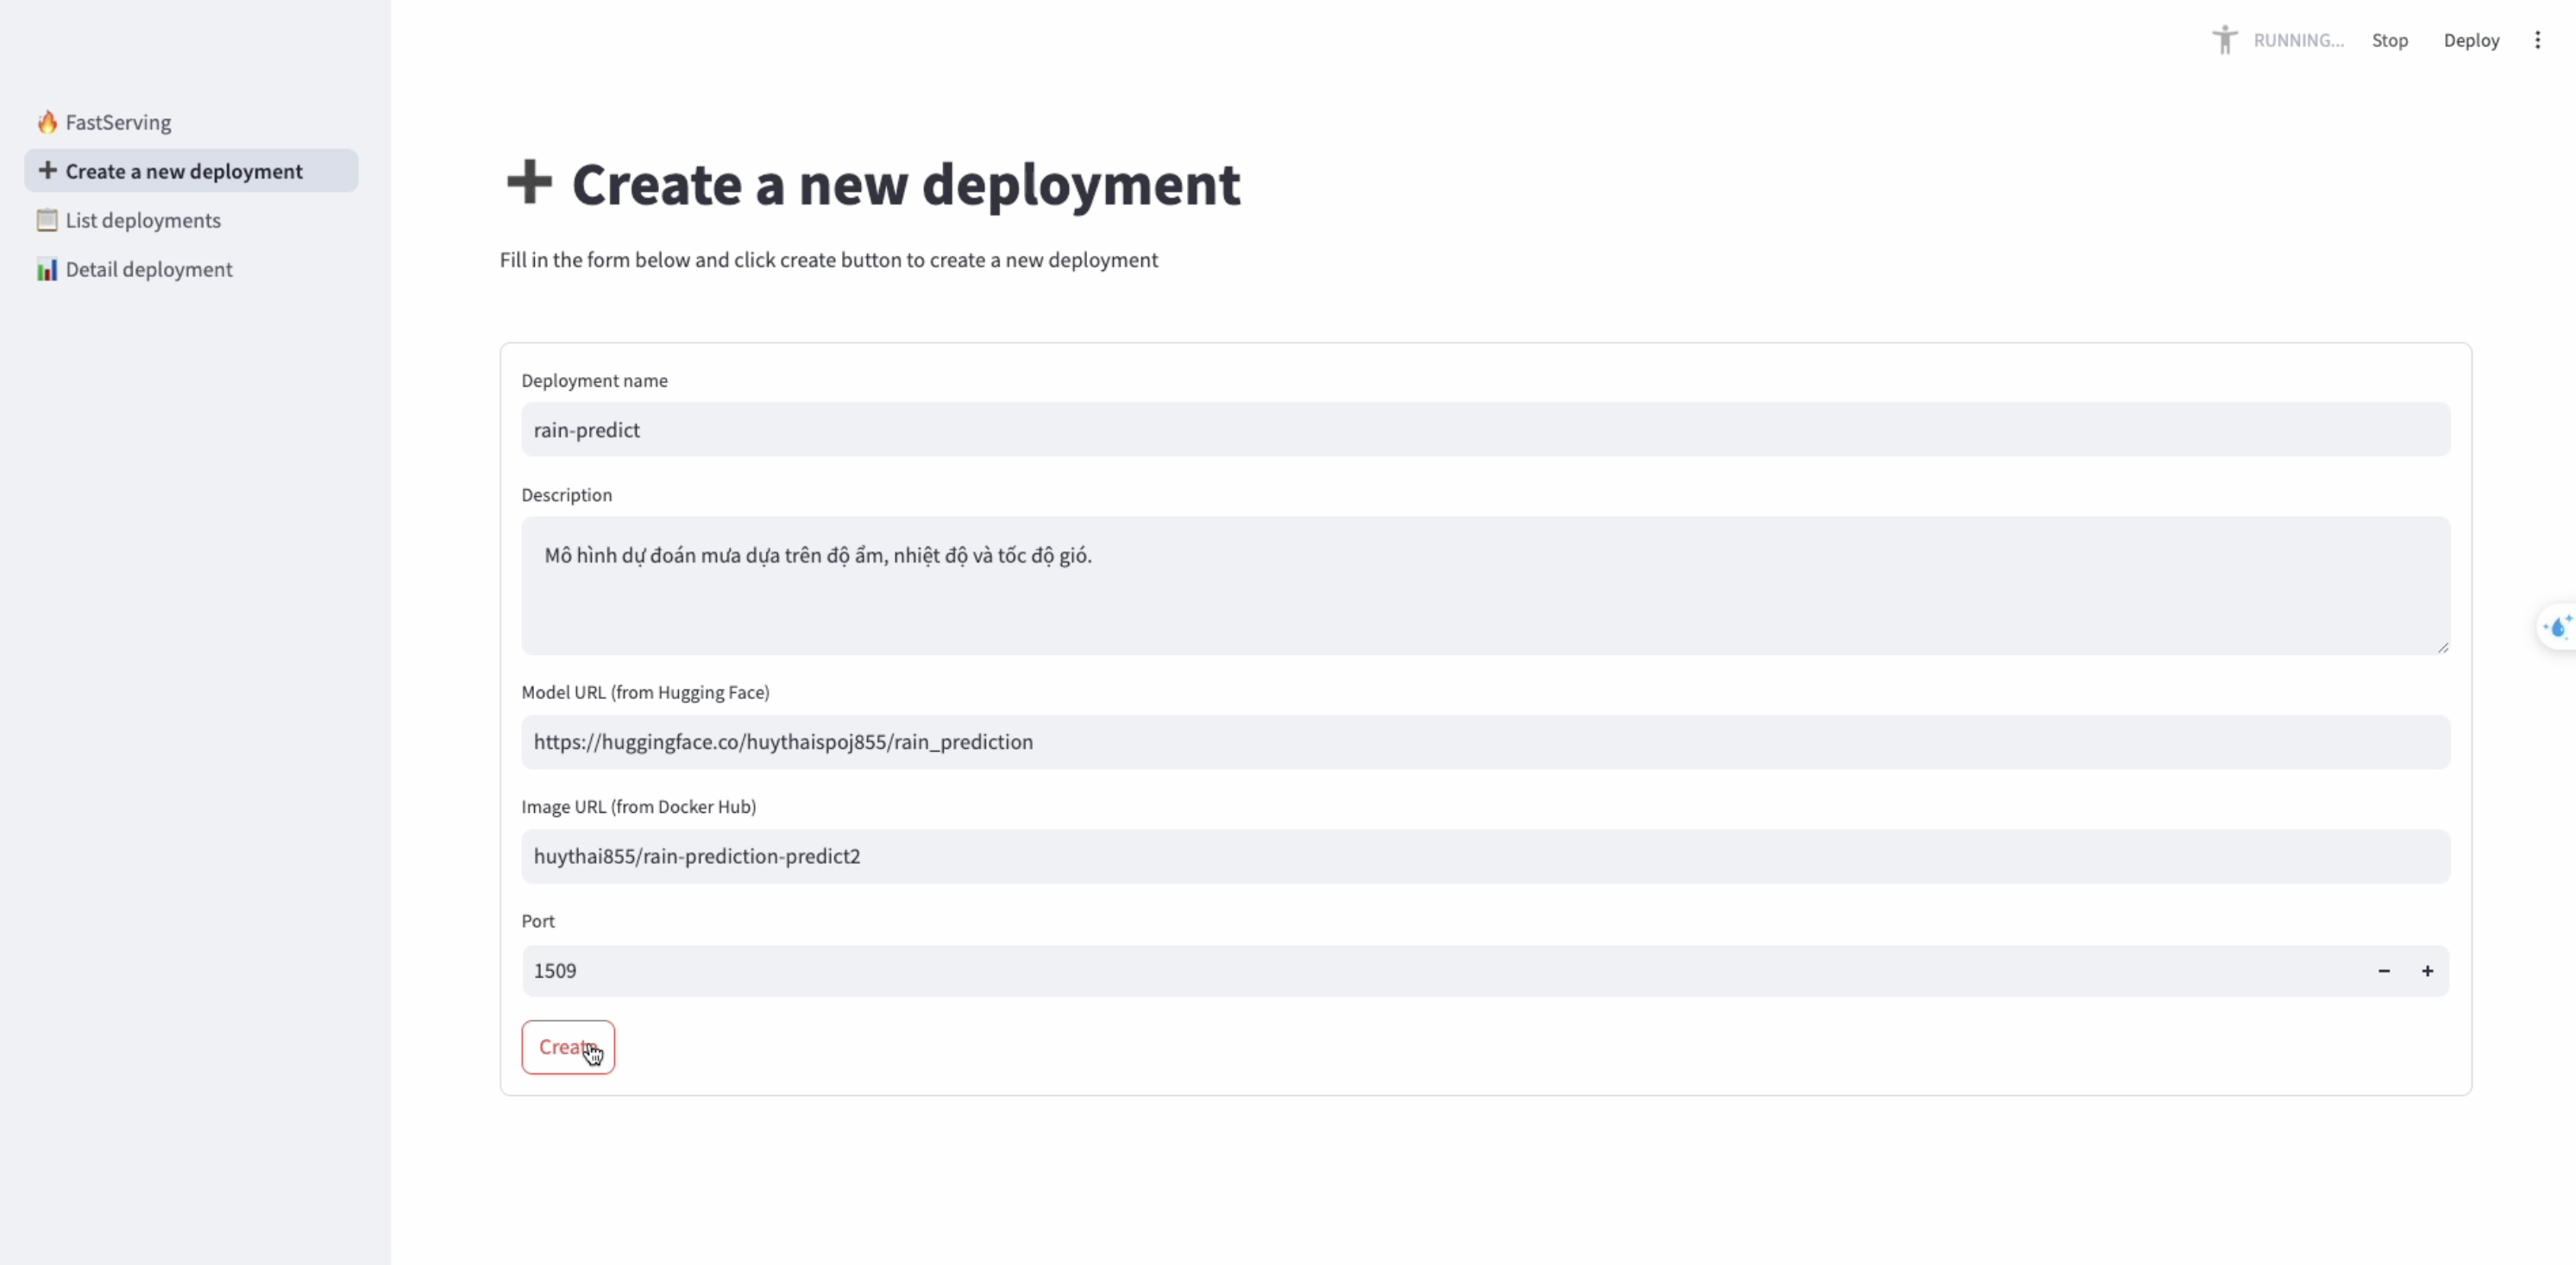 RUNNING...
Stop
Deploy
FastServing
Create a new deployment
List deployments
Detail deployment
Create a new deployment
Fill in the form below and click create button to create a new deployment
Deployment name
rain-predict
Description
Mô hình dự đoán mưa dựa trên độ ẩm, nhiệt độ và tốc độ gió.
Model URL (from Hugging Face)
https://huggingface.co/huythaispoj855/rain_prediction
Image URL (from Docker Hub)
huythai855/rain-prediction-predict2
Port
1509
Create